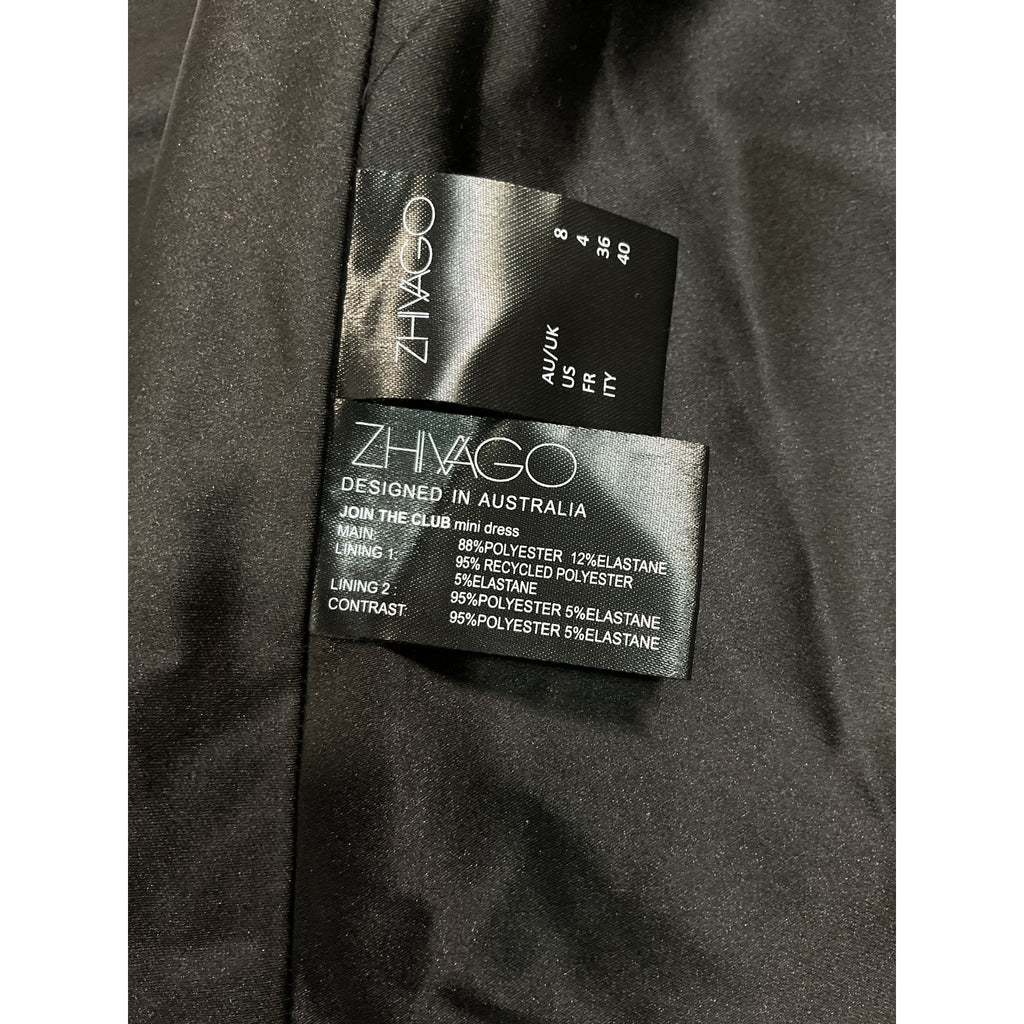 ZHIVAGO
AU/UK 8
US 4
FR 36
ITY 40
ZHIVAGO
DESIGNED IN AUSTRALIA
JOIN THE CLUB mini dress
MAIN: 88%POLYESTER 12%ELASTANE
LINING 1: 95% RECYCLED POLYESTER
5%ELASTANE
LINING 2 : 95%POLYESTER 5%ELASTANE
CONTRAST: 95%POLYESTER 5%ELASTANE